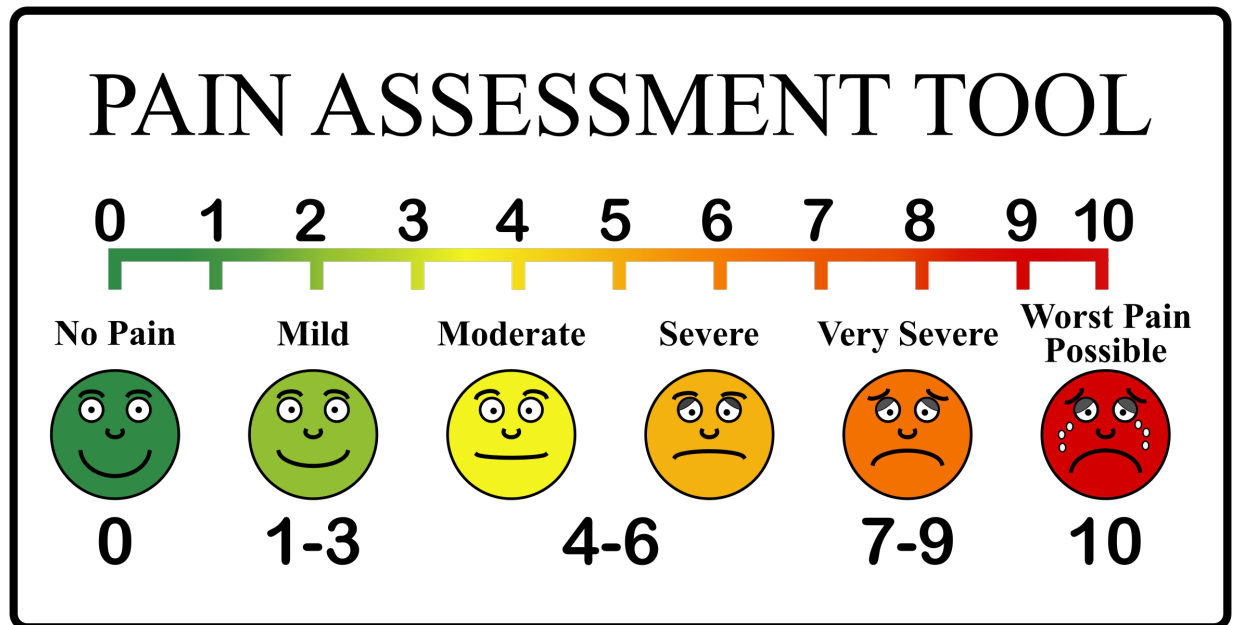 PAIN ASSESSMENT TOOL
0 1 2 3 4 5 6 7 8 9 10
No Pain Mild Moderate Severe Very Severe Worst Pain
Possible
0 1-3 4-6 7-9 10